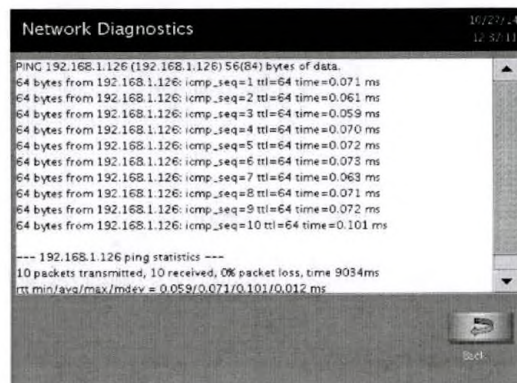 Network Diagnostics
10/27/14
12:37:11
PING 192.168.1.126 (192.168.1.126) 56(84) bytes of data.
64 bytes from 192.168.1.126: icmp_seq=1 ttl=64 time=0.071 ms
64 bytes from 192.168.1.126: icmp_seq=2 ttl=64 time=0.061 ms
64 bytes from 192.168.1.126: icmp_seq=3 ttl=64 time=0.059 ms
64 bytes from 192.168.1.126: icmp_seq=4 ttl=64 time=0.070 ms
64 bytes from 192.168.1.126: icmp_seq=5 ttl=64 time=0.072 ms
64 bytes from 192.168.1.126: icmp_seq=6 ttl=64 time=0.073 ms
64 bytes from 192.168.1.126: icmp_seq=7 ttl=64 time=0.063 ms
64 bytes from 192.168.1.126: icmp_seq=8 ttl=64 time=0.071 ms
64 bytes from 192.168.1.126: icmp_seq=9 ttl=64 time=0.072 ms
64 bytes from 192.168.1.126: icmp_seq=10 ttl=64 time=0.101 ms
--- 192.168.1.126 ping statistics ---
10 packets transmitted, 10 received, 0% packet loss, time 9034ms
rtt min/avg/max/mdev = 0.059/0.071/0.101/0.012 ms
Back